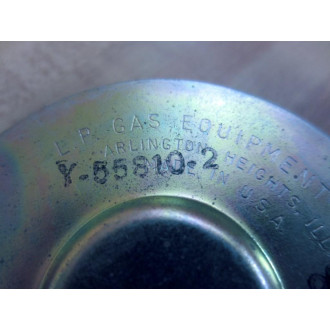 L.P. GAS EQUIPMENT
ARLINGTON HEIGHTS, ILL
Y-55810-2
U.S.A.